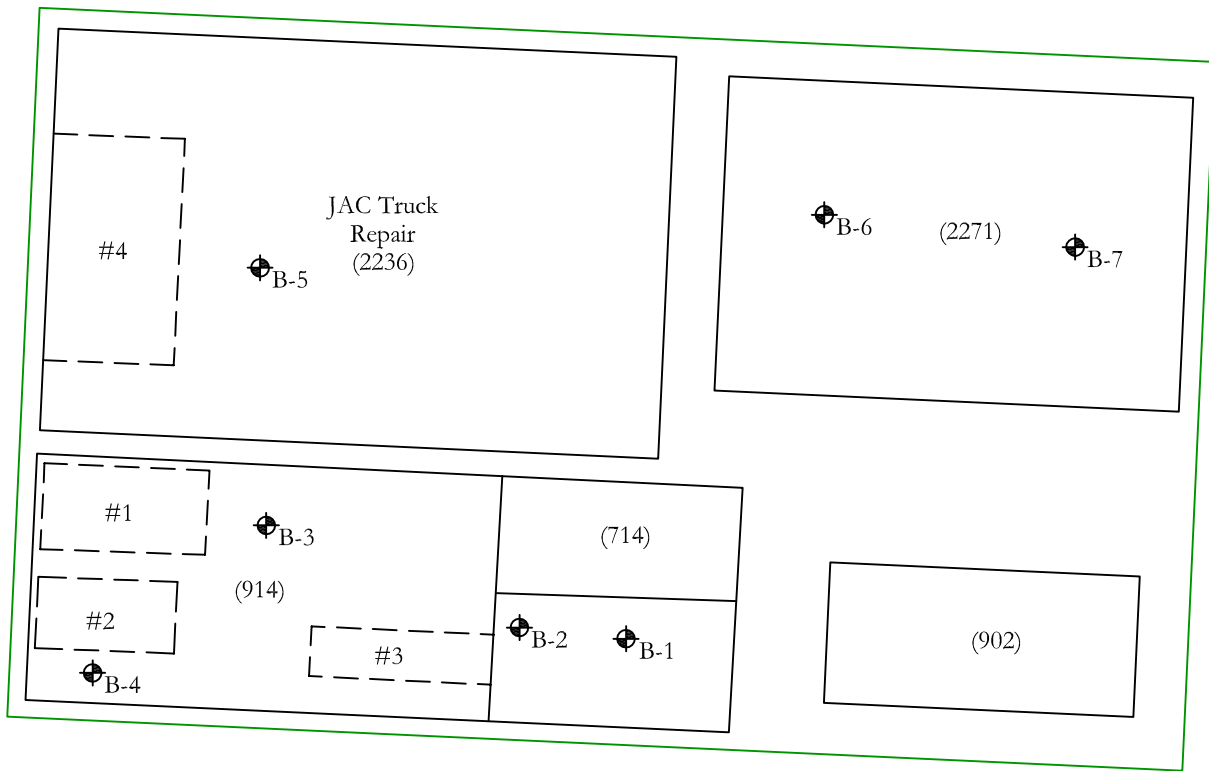 JAC Truck
Repair
(2236)
#4
B-5
B-6
(2271)
B-7
#1
B-3
(714)
(914)
#2
#3
B-2
B-1
(902)
B-4